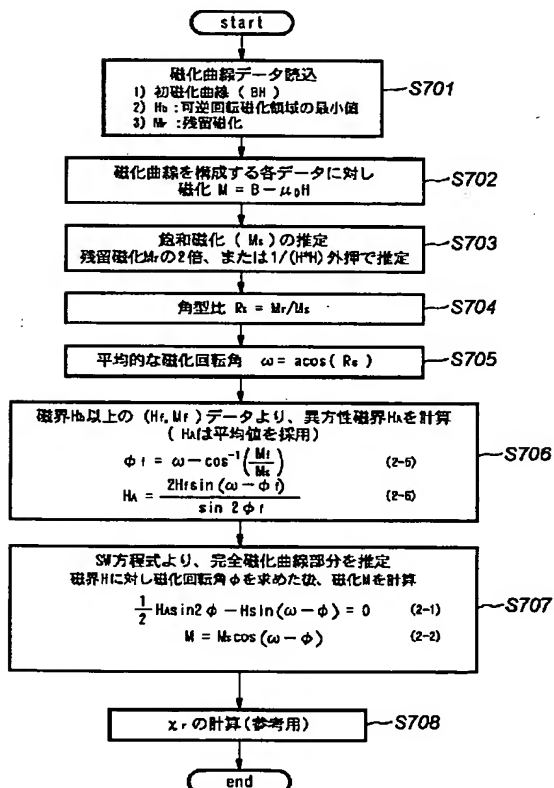 start
磁化曲線データ読込
1) 初磁化曲線 ( BH )
2) Hb : 可逆回転磁化領域の最小値
3) Mr : 残留磁化
S701
磁化曲線を構成する各データに対し
磁化 M = B − μ0H
S702
飽和磁化 ( Ms ) の推定
残留磁化Mrの2倍、または1/(H*H) 外挿で推定
S703
角型比 Rs = Mr/Ms
S704
平均的な磁化回転角 ω = acos( Rs )
S705
磁界Hb以上の (Hf, Mf) データより、異方性磁界HAを計算
( HAは平均値を採用)
φf = ω − cos⁻¹(Mf/Ms) (2-5)
HA = 2Hfsin(ω−φf)/sin 2φf (2-6)
S706
SW方程式より、完全磁化曲線部分を推定
磁界Hに対し磁化回転角φを求めた後、磁化Mを計算
1/2 HAsin2φ − Hsin(ω−φ) = 0 (2-1)
M = Mscos(ω−φ) (2-2)
S707
χrの計算(参考用)
S708
end